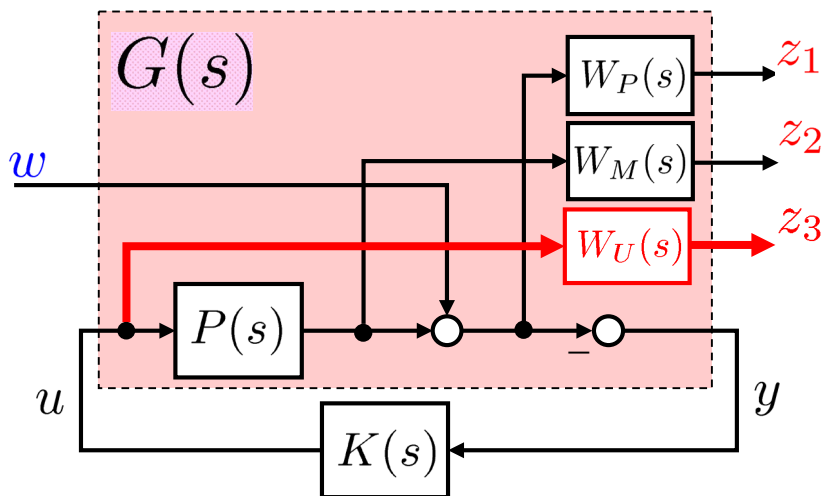 G(s)
W_P(s)
z_1
W_M(s)
z_2
w
W_U(s)
z_3
P(s)
−
u
y
K(s)